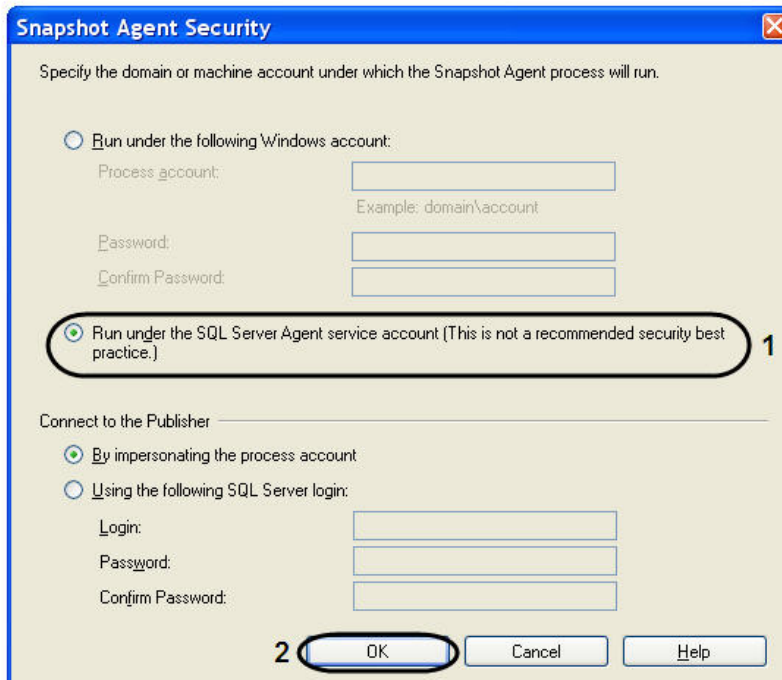 Snapshot Agent Security
Specify the domain or machine account under which the Snapshot Agent process will run.
Run under the following Windows account:
Process account:
Example: domain\account
Password:
Confirm Password:
Run under the SQL Server Agent service account (This is not a recommended security best
practice.)
1
Connect to the Publisher
By impersonating the process account
Using the following SQL Server login:
Login:
Password:
Confirm Password:
2 OK Cancel Help